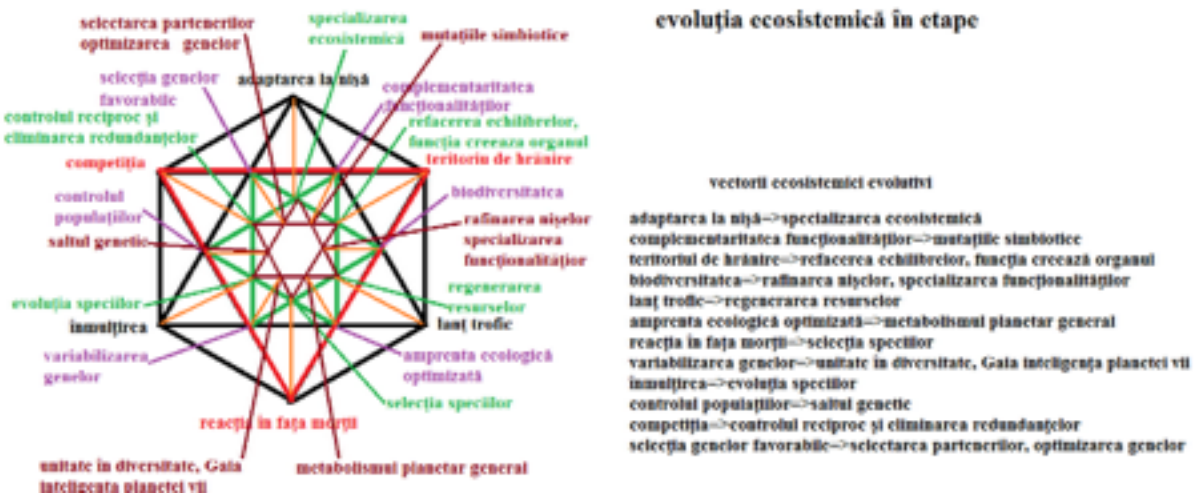 evoluția ecosistemică în etape
selectarea partenerilor
optimizarea genelor
specializarea
ecosistemică
mutațiile simbiotice
selecția genelor
favorabile
adaptarea la nișă
complementaritatea
funcționalităților
controlul reciproc și
eliminarea redundanțelor
refacerea echilibrelor,
funcția creeaza organul
competiția
teritoriu de hrănire
controlul
populațiilor
biodiversitatea
saltul genetic
rafinarea nișelor
specializarea
funcționalitățior
evoluția speciilor
regenerarea
resurselor
înmulțirea
lanț trofic
variabilizarea
genelor
amprenta ecologică
optimizată
selecția speciilor
reacția în fața morții
unitate în diversitate, Gaia
inteligența planetei vii
metabolismul planetar general
vectorii ecosistemici evolutivi
adaptarea la nișă=>specializarea ecosistemică
complementaritatea funcționalităților=>mutațiile simbiotice
teritoriul de hrănire=>refacerea echilibrelor, funcția creează organul
biodiversitatea=>rafinarea nișelor, specializarea funcționalităților
lanț trofic=>regenerarea resurselor
amprenta ecologică optimizată=>metabolismul planetar general
reacția în fața morții=>selecția speciilor
variabilizarea genelor=>unitate în diversitate, Gaia inteligența planetei vii
înmulțirea=>evoluția speciilor
controlul populațiilor=>saltul genetic
competiția=>controlul reciproc și eliminarea redundanțelor
selecția genelor favorabile=>selectarea partenerilor, optimizarea genelor